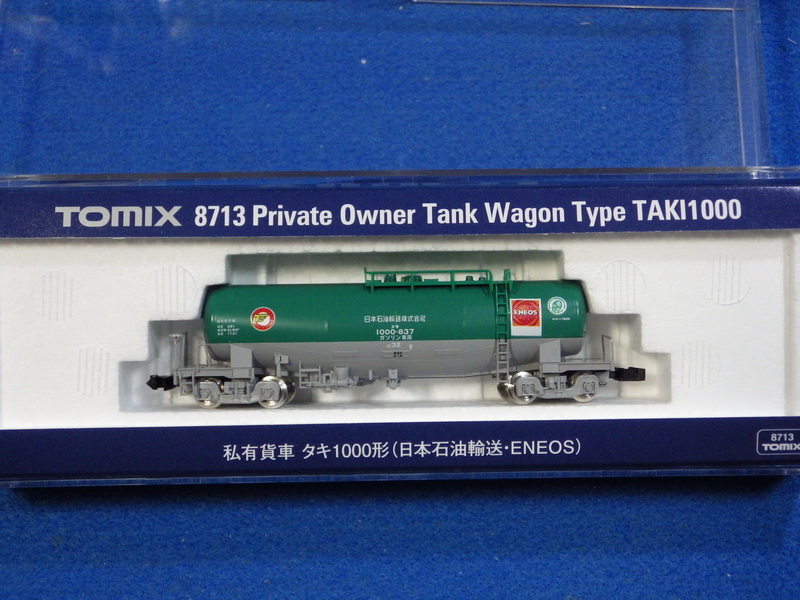 TOMIX 8713 Private Owner Tank Wagon Type TAKI1000
日本石油輸送株式会社
タキ
1000-837
ガソリン専用
ENEOS
私有貨車 タキ1000形(日本石油輸送・ENEOS)
8713
TOMIX